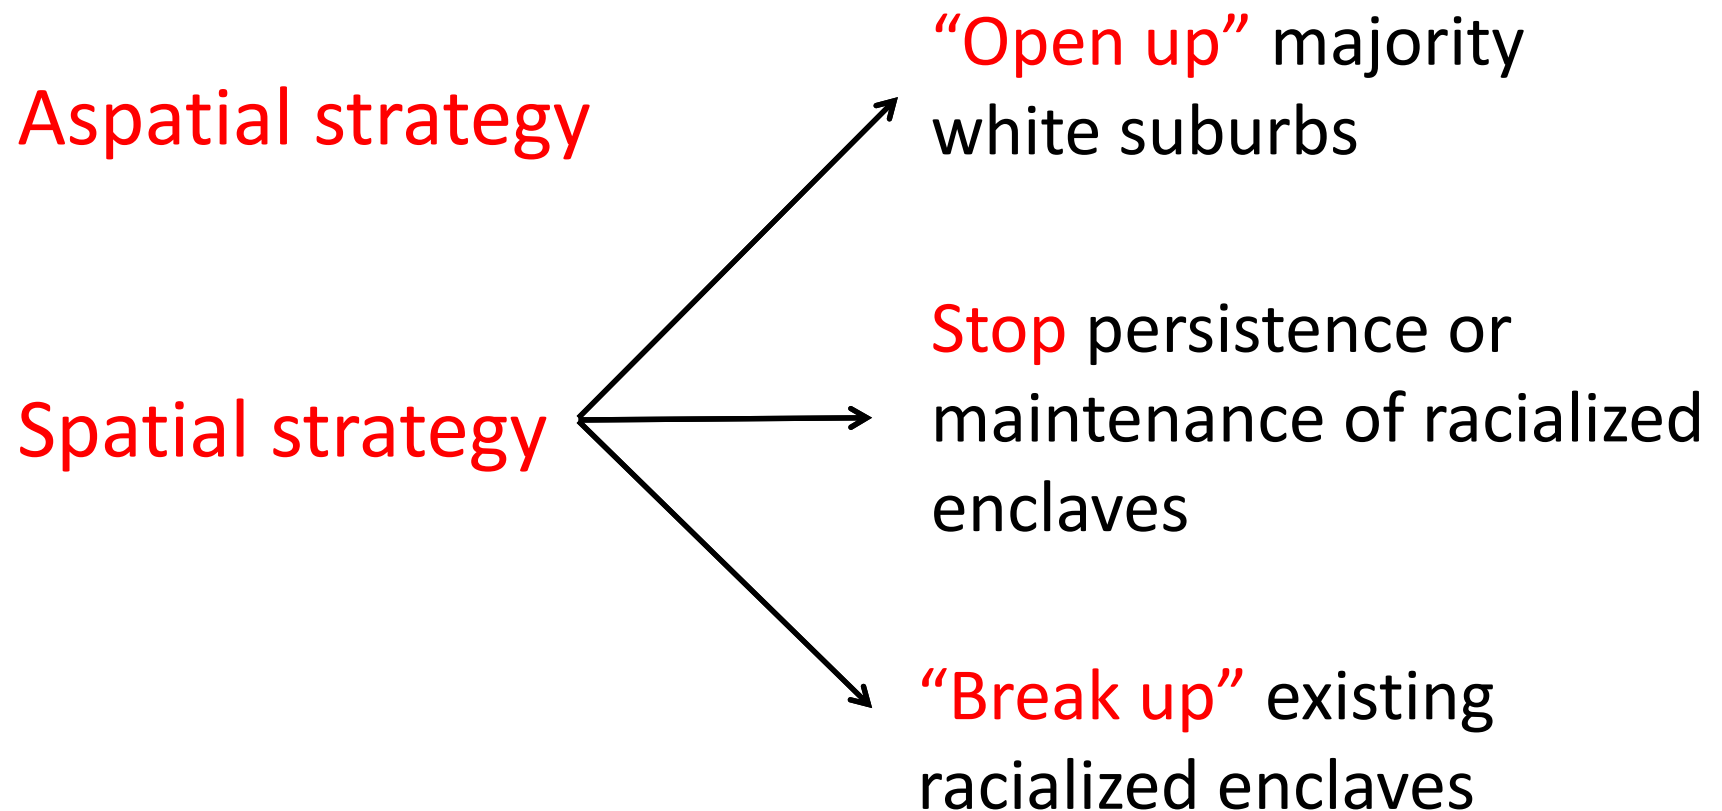 Aspatial strategy
Spatial strategy
“Open up” majority
white suburbs
Stop persistence or
maintenance of racialized
enclaves
“Break up” existing
racialized enclaves